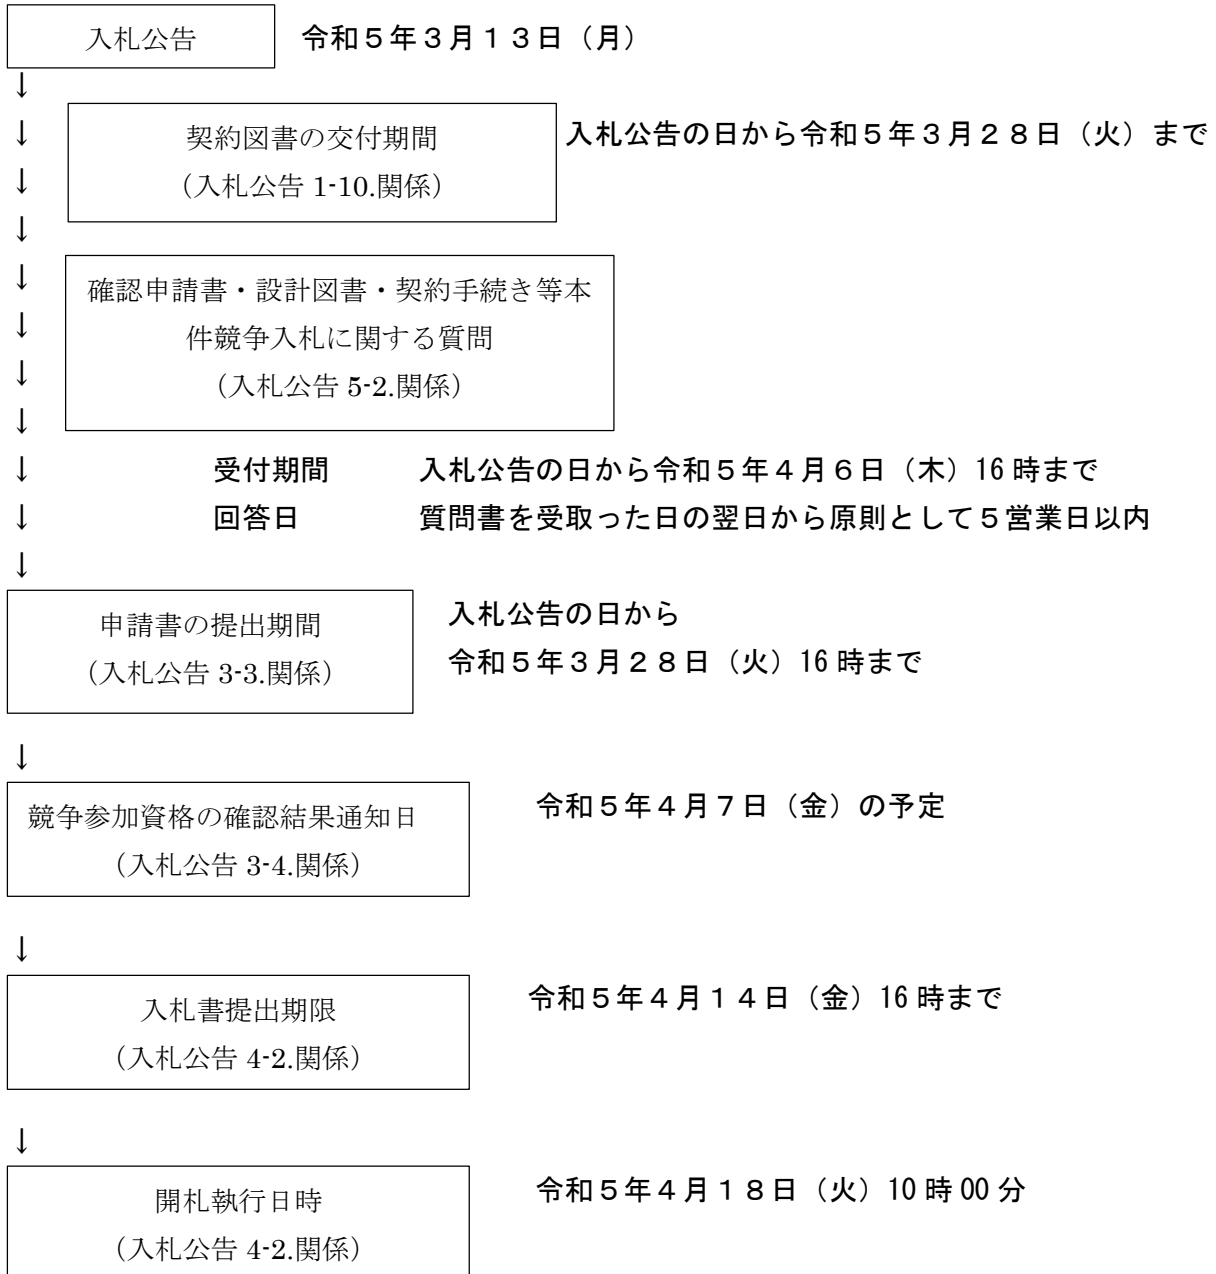 入札公告 令和５年３月１３日（月）
↓
↓ 契約図書の交付期間 入札公告の日から令和５年３月２８日（火）まで
↓ （入札公告 1-10.関係）
↓
↓ 確認申請書・設計図書・契約手続き等本
↓ 件競争入札に関する質問
↓ （入札公告 5-2.関係）
↓
↓ 受付期間 入札公告の日から令和５年４月６日（木）16 時まで
↓ 回答日 質問書を受取った日の翌日から原則として５営業日以内
↓
申請書の提出期間 入札公告の日から
（入札公告 3-3.関係） 令和５年３月２８日（火）16 時まで
↓
競争参加資格の確認結果通知日 令和５年４月７日（金）の予定
（入札公告 3-4.関係）
↓
入札書提出期限 令和５年４月１４日（金）16 時まで
（入札公告 4-2.関係）
↓
開札執行日時 令和５年４月１８日（火）10 時 00 分
（入札公告 4-2.関係）